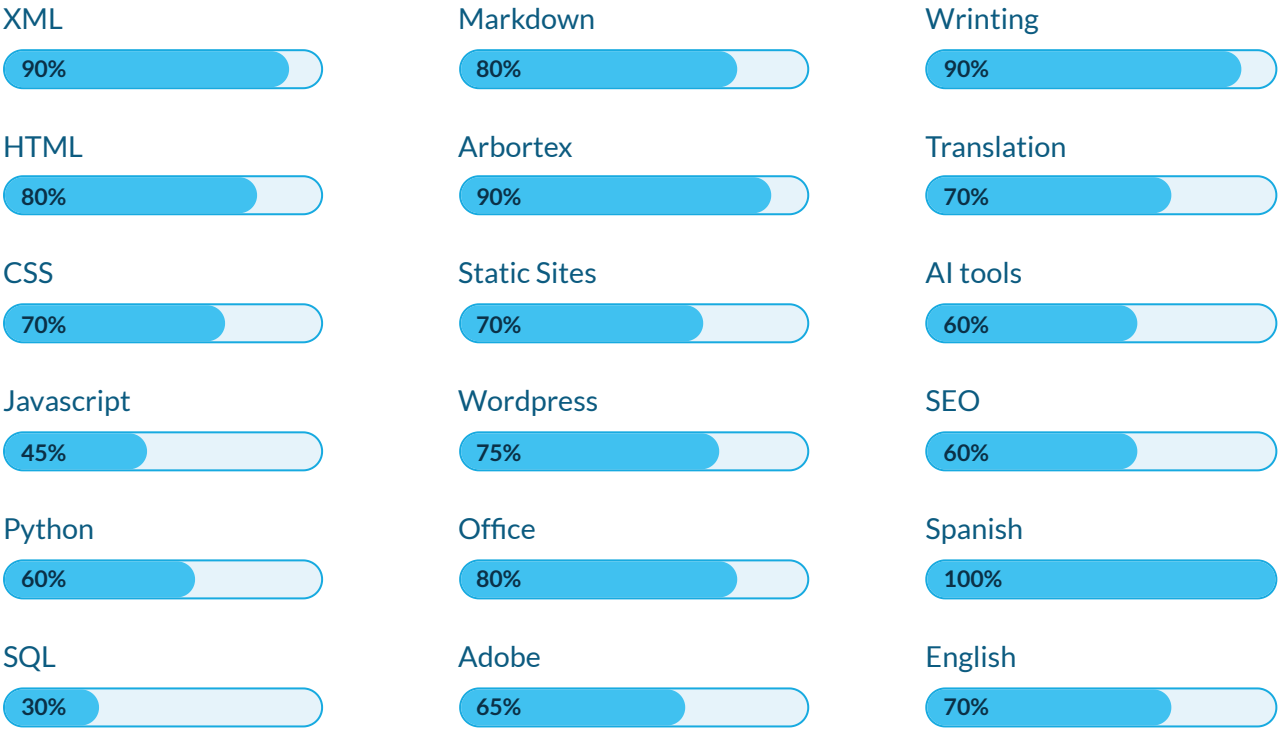 XML
90%
HTML
80%
CSS
70%
Javascript
45%
Python
60%
SQL
30%
Markdown
80%
Arbortex
90%
Static Sites
70%
Wordpress
75%
Office
80%
Adobe
65%
Wrinting
90%
Translation
70%
AI tools
60%
SEO
60%
Spanish
100%
English
70%